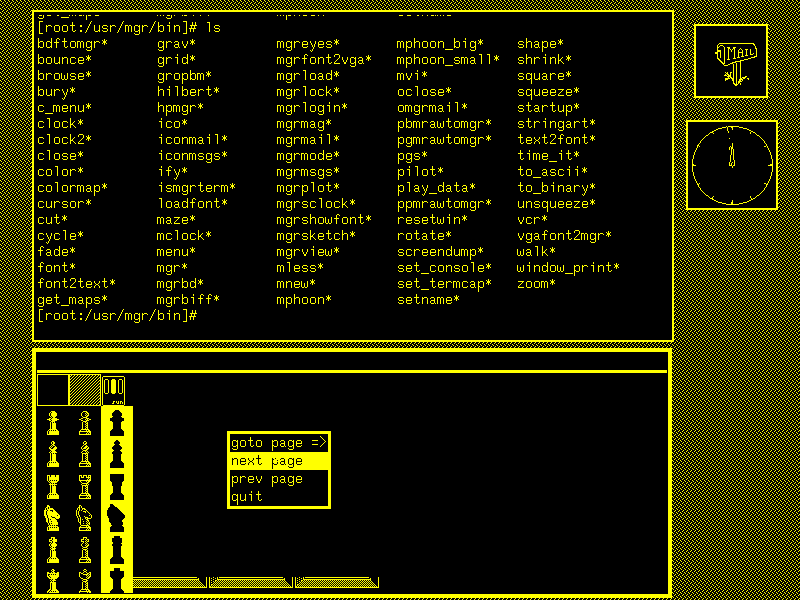 [root:/usr/mgr/bin]# ls
bdftomgr* grav* mgreyes* mphoon_big* shape*
bounce* grid* mgrfont2vga* mphoon_small* shrink*
browse* gropbm* mgrload* mvi* square*
bury* hilbert* mgrlock* oclose* squeeze*
c_menu* hpmgr* mgrlogin* omgrmail* startup*
clock* ico* mgrmag* pbmrawtomgr* stringart*
clock2* iconmail* mgrmail* pgmrawtomgr* text2font*
close* iconmsgs* mgrmode* pgs* time_it*
color* ify* mgrmsgs* pilot* to_ascii*
colormap* ismgrterm* mgrplot* play_data* to_binary*
cursor* loadfont* mgrsclock* ppmrawtomgr* unsqueeze*
cut* maze* mgrshowfont* resetwin* vcr*
cycle* mclock* mgrsketch* rotate* vgafont2mgr*
fade* menu* mgrview* screendump* walk*
font* mgr* mless* set_console* window_print*
font2text* mgrbd* mnew* set_termcap* zoom*
get_maps* mgrbiff* mphoon* setname*
[root:/usr/mgr/bin]#
MAIL
sun
goto page =>
next page
prev page
quit